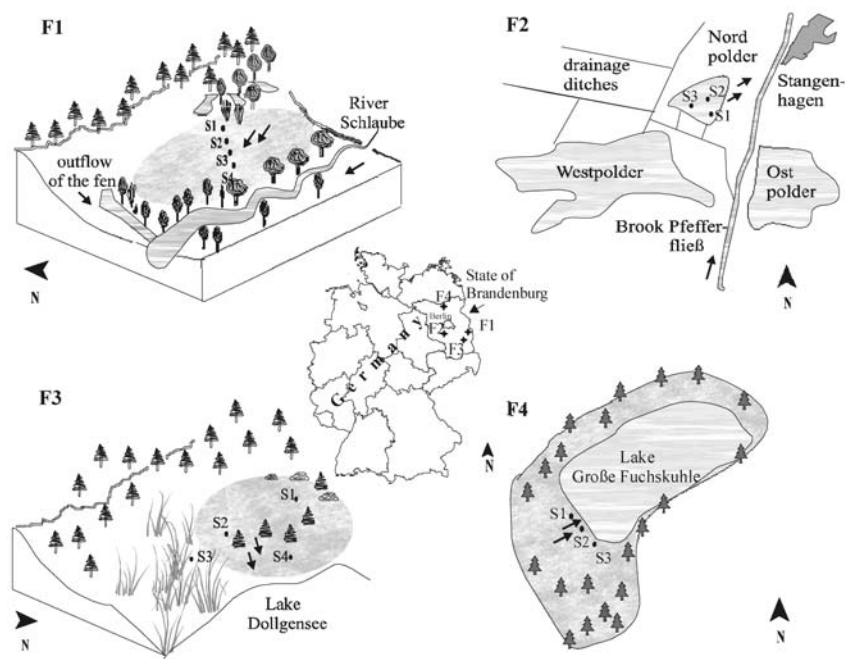 F1
River
Schlaube
S1
S2
S3
S4
outflow
of the fen
N
F2
Nord
polder
drainage
ditches
Stangen-
hagen
S3
S2
S1
Westpolder
Ost
polder
Brook Pfeffer-
fließ
N
State of
Brandenburg
F4
Berlin
F2
F1
F3
Germany
N
F3
S1
S2
S3
S4
Lake
Dollgensee
N
F4
Lake
Große Fuchskuhle
S1
S2
S3
N